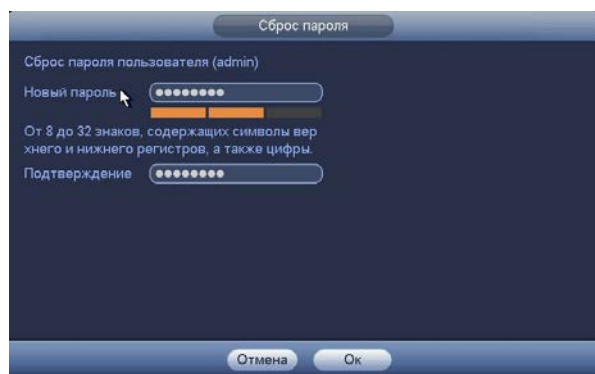 Сброс пароля
Сброс пароля пользователя (admin)
Новый пароль ●●●●●●●●
От 8 до 32 знаков, содержащих символы вер
хнего и нижнего регистров, а также цифры.
Подтверждение ●●●●●●●●
Отмена Ок